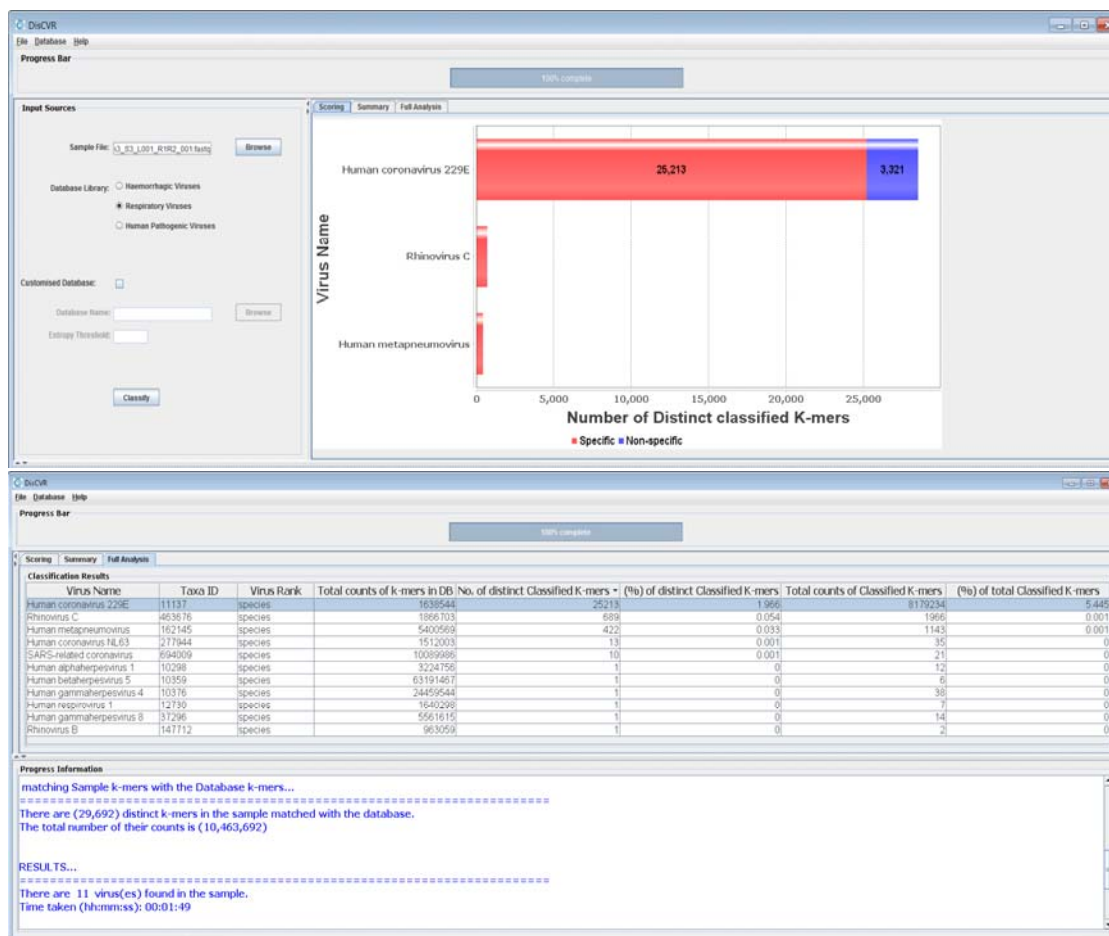 DisCVR
File Database Help
Progress Bar
100% complete
Input Sources
Sample File: i3_S3_L001_R1R2_001.fastq Browse
Database Library: Haemorrhagic Viruses
Respiratory Viruses
Human Pathogenic Viruses
Customised Database:
Database Name: Browse
Entropy Threshold:
Classify
Scoring Summary Full Analysis
Virus Name
Human coronavirus 229E 25,213 3,321
Rhinovirus C
Human metapneumovirus
0 5,000 10,000 15,000 20,000 25,000
Number of Distinct classified K-mers
Specific Non-specific
DisCVR
File Database Help
Progress Bar
100% complete
Scoring Summary Full Analysis
Classification Results
Virus Name Taxa ID Virus Rank Total counts of k-mers in DB No. of distinct Classified K-mers (%) of distinct Classified K-mers Total counts of Classified K-mers (%) of total Classified K-mers
Human coronavirus 229E 11137 species 1638544 25213 1.966 8179234 5.445
Rhinovirus C 463676 species 1866703 689 0.054 1966 0.001
Human metapneumovirus 162145 species 5400569 422 0.033 1143 0.001
Human coronavirus NL63 277944 species 1512003 13 0.001 35 0
SARS-related coronavirus 694009 species 10089986 10 0.001 21 0
Human alphaherpesvirus 1 10298 species 3224756 1 0 12 0
Human betaherpesvirus 5 10359 species 63191467 1 0 6 0
Human gammaherpesvirus 4 10376 species 24459544 1 0 38 0
Human respirovirus 1 12730 species 1640298 1 0 7 0
Human gammaherpesvirus 8 37296 species 5561615 1 0 14 0
Rhinovirus B 147712 species 963059 1 0 2 0
Progress Information
matching Sample k-mers with the Database k-mers...
======================================================================
There are (29,692) distinct k-mers in the sample matched with the database.
The total number of their counts is (10,463,692)
RESULTS...
======================================================================
There are 11 virus(es) found in the sample.
Time taken (hh:mm:ss): 00:01:49